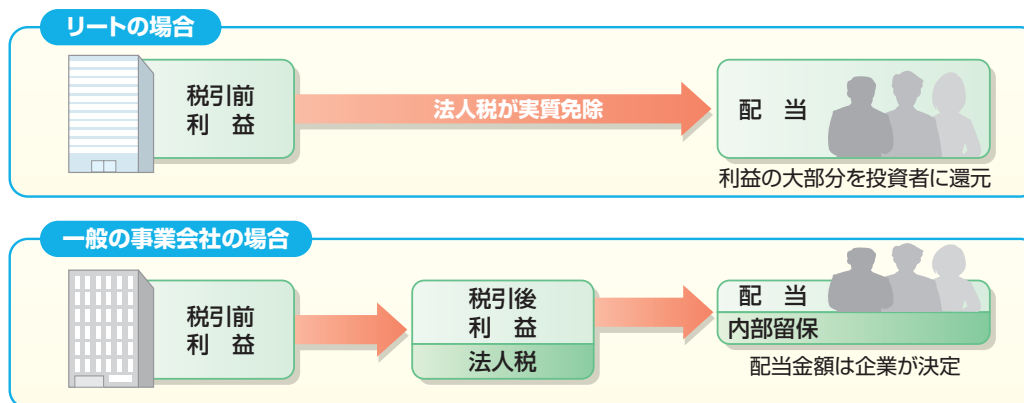 リートの場合
税引前
利　益
法人税が実質免除
配　当
利益の大部分を投資者に還元
一般の事業会社の場合
税引前
利　益
税引後
利　益
法人税
配　当
内部留保
配当金額は企業が決定